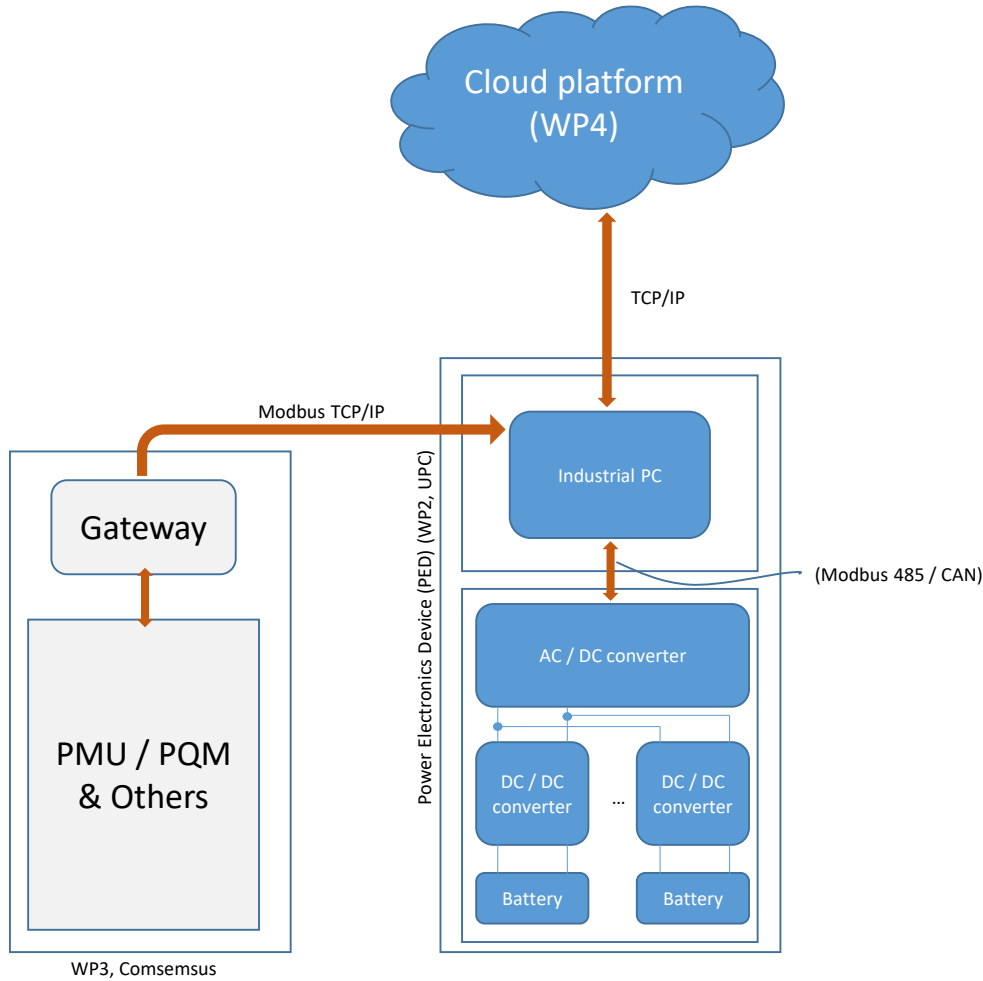 Cloud platform
(WP4)
TCP/IP
Modbus TCP/IP
Industrial PC
Gateway
Power Electronics Device (PED) (WP2, UPC)
(Modbus 485 / CAN)
AC / DC converter
PMU / PQM
& Others
DC / DC
converter
...
DC / DC
converter
Battery
Battery
WP3, Comsemsus